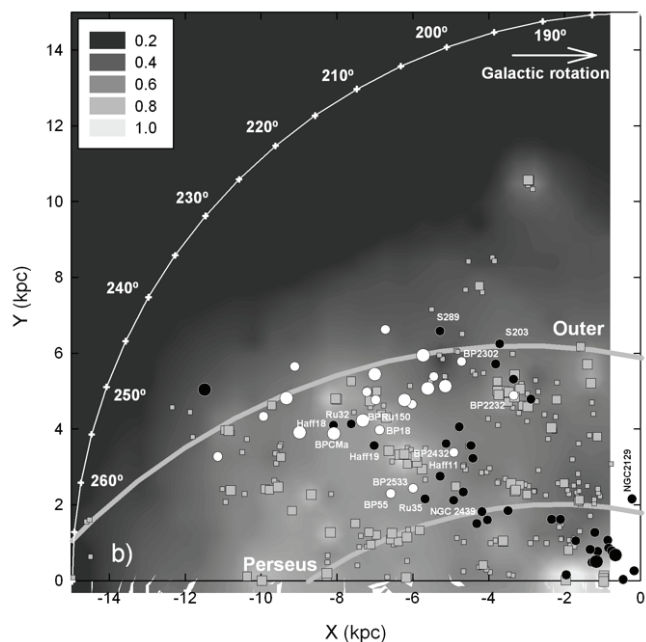 0.2
0.4
0.6
0.8
1.0
200º
190º
Galactic rotation
210º
220º
230º
240º
250º
260º
S289
S203
Outer
BP2302
BP2232
Ru32
BPRu150
Haff18
BP18
BPCMa
Haff19
BP2432
Haff11
BP2533
BP55
Ru35
NGC 2439
NGC2129
Perseus
b)
14
12
10
8
6
4
2
0
Y (kpc)
-14
-12
-10
-8
-6
-4
-2
0
X (kpc)